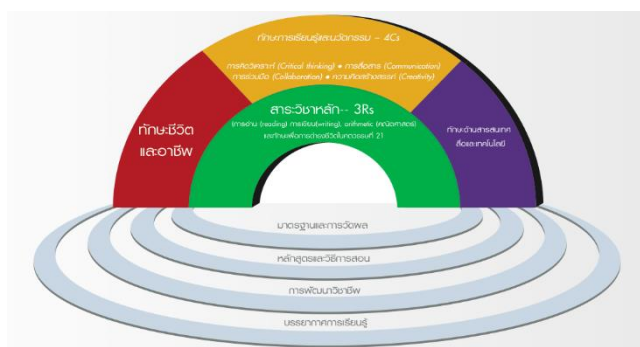 ทักษะการเรียนรู้และนวัตกรรม - 4Cs
การคิดวิเคราะห์ (Critical thinking) • การสื่อสาร (Communication)
การร่วมมือ (Collaboration) • ความคิดสร้างสรรค์ (Creativity)
สาระวิชาหลัก-- 3Rs
(การอ่าน (reading) การเขียน(writing), arithmetic (คณิตศาสตร์)
และทักษะเพื่อการดำรงชีวิตในศตวรรษที่ 21
ทักษะชีวิต
และอาชีพ
ทักษะด้านสารสนเทศ
สื่อและเทคโนโลยี
มาตรฐานและการวัดผล
หลักสูตรและวิธีการสอน
การพัฒนาวิชาชีพ
บรรยากาศการเรียนรู้